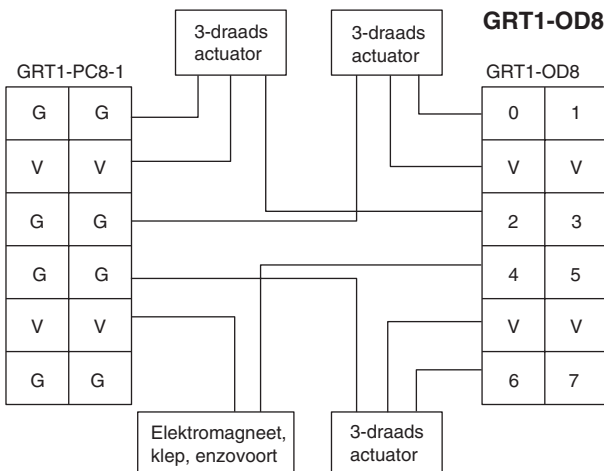 GRT1-OD8
3-draads
actuator
3-draads
actuator
GRT1-PC8-1
GRT1-OD8
G G
V V
G G
G G
V V
G G
0 1
V V
2 3
4 5
V V
6 7
Elektromagneet,
klep, enzovoort
3-draads
actuator